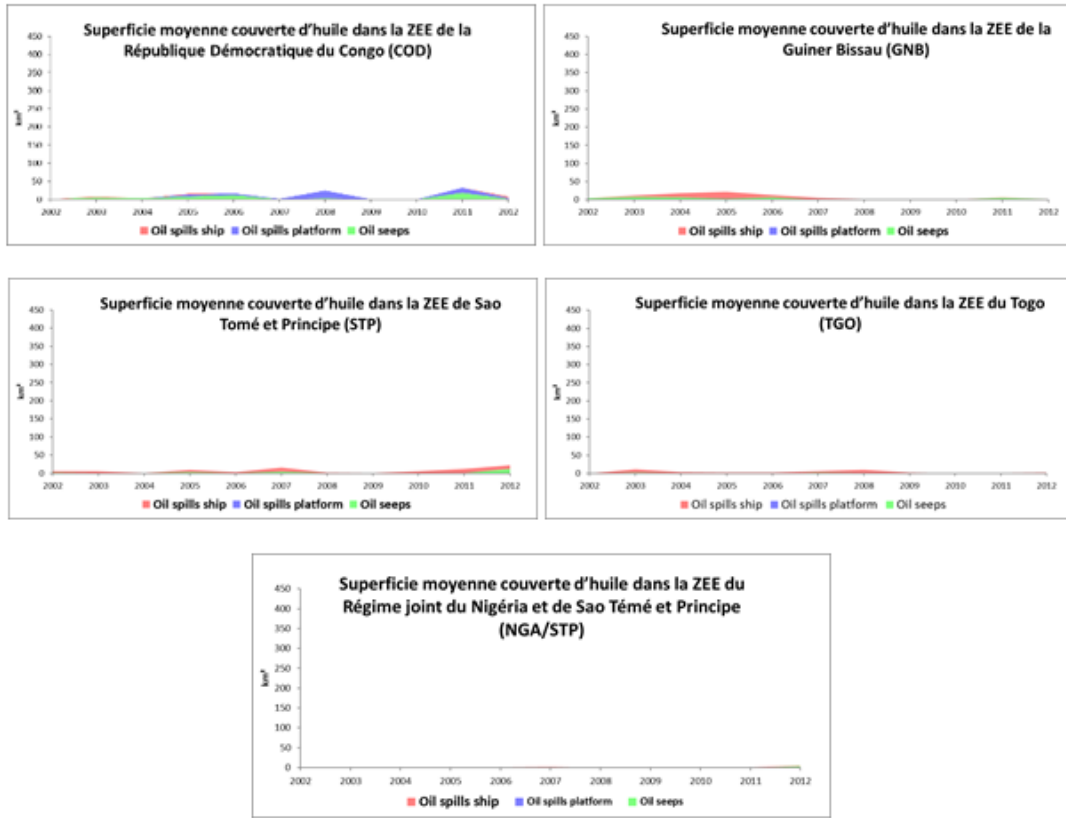 Superficie moyenne couverte d'huile dans la ZEE de la
République Démocratique du Congo (COD)
450
400
350
300
250
200
150
100
50
0
km²
2002 2003 2004 2005 2006 2007 2008 2009 2010 2011 2012
Oil spills ship Oil spills platform Oil seeps
Superficie moyenne couverte d'huile dans la ZEE de la
Guiner Bissau (GNB)
450
400
350
300
250
200
150
100
50
0
km²
2002 2003 2004 2005 2006 2007 2008 2009 2010 2011 2012
Oil spills ship Oil spills platform Oil seeps
Superficie moyenne couverte d'huile dans la ZEE de Sao
Tomé et Principe (STP)
450
400
350
300
250
200
150
100
50
0
km²
2002 2003 2004 2005 2006 2007 2008 2009 2010 2011 2012
Oil spills ship Oil spills platform Oil seeps
Superficie moyenne couverte d'huile dans la ZEE du Togo
(TGO)
450
400
350
300
250
200
150
100
50
0
km²
2002 2003 2004 2005 2006 2007 2008 2009 2010 2011 2012
Oil spills ship Oil spills platform Oil seeps
Superficie moyenne couverte d'huile dans la ZEE du
Régime joint du Nigéria et de Sao Témé et Principe
(NGA/STP)
450
400
350
300
250
200
150
100
50
0
km²
2002 2003 2004 2005 2006 2007 2008 2009 2010 2011 2012
Oil spills ship Oil spills platform Oil seeps